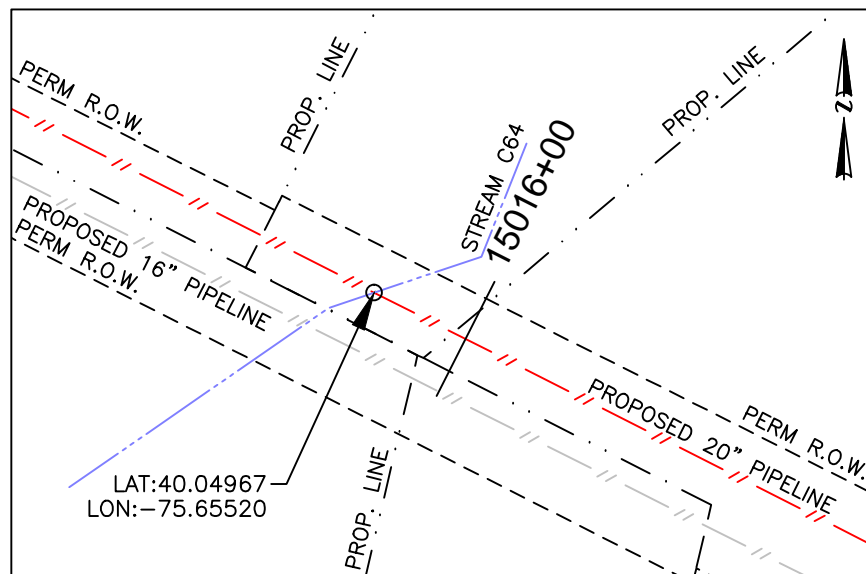 PERM R.O.W.
PROP. LINE
PROP. LINE
N
STREAM C64
15016+00
PROPOSED 16" PIPELINE
PERM R.O.W.
PROPOSED 20" PIPELINE
PERM R.O.W.
LAT:40.04967
LON:-75.65520
PROP. LINE